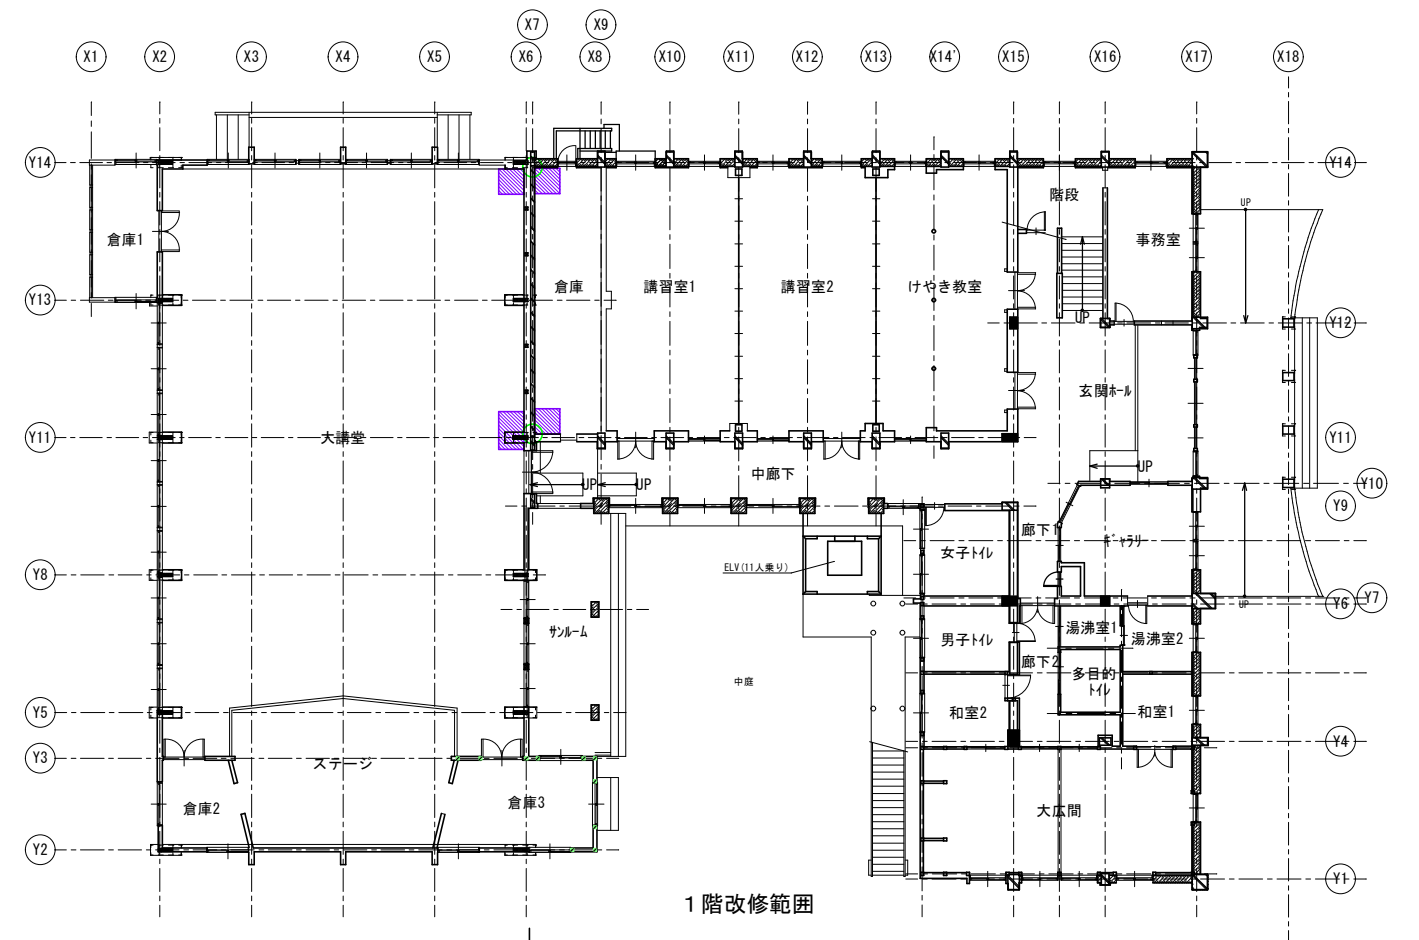 X7 X9
X1 X2 X3 X4 X5 X6 X8 X10 X11 X12 X13 X14' X15 X16 X17 X18
Y14 Y14
階段
UP
倉庫1 事務室
倉庫 講習室1 講習室2 けやき教室
Y13
UP
Y12
玄関ホール
Y11 大講堂 Y11
中廊下 UP
UP UP Y10
Y9
廊下1
女子トイレ ギャラリ
ELV(11人乗り)
Y8
Y7
UP Y6
サンルーム 男子トイレ 湯沸室1 湯沸室2
廊下2
中庭 多目的
トイレ
Y5 和室2 和室1
Y4
Y3 ステージ
倉庫2 倉庫3 大広間
Y2
Y1
1階改修範囲